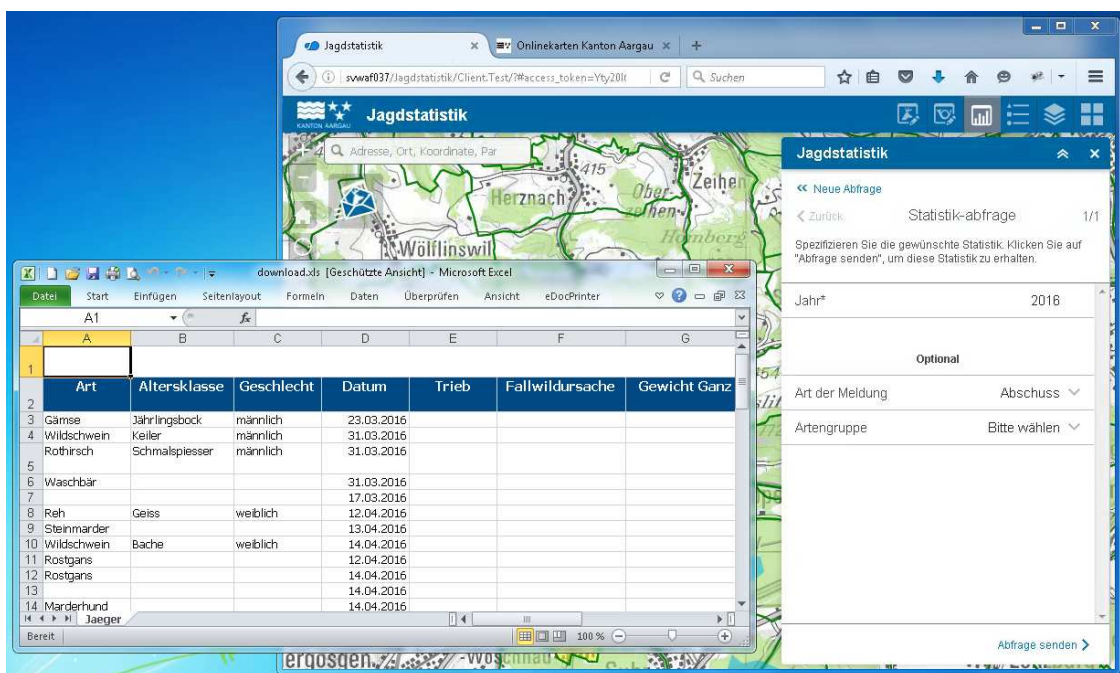 Jagdstatistik
Onlinekarten Kanton Aargau
svwaf037/Jagdstatistik/Client.Test/?#access_token=Yty20lt
Suchen
KANTON AARGAU
Jagdstatistik
Adresse, Ort, Koordinate, Par
415
Herznach
Ober-
Zeihen
zeihen
Homberg
Wölflinswil
Jagdstatistik
Neue Abfrage
Zurück
Statistik-abfrage
1/1
Spezifizieren Sie die gewünschte Statistik. Klicken Sie auf
"Abfrage senden", um diese Statistik zu erhalten.
Jahr* 2016
Optional
Art der Meldung Abschuss
Artengruppe Bitte wählen
Abfrage senden
download.xls [Geschützte Ansicht] - Microsoft Excel
Datei Start Einfügen Seitenlayout Formeln Daten Überprüfen Ansicht eDocPrinter
A1 fx
A B C D E F G
1
2 Art Altersklasse Geschlecht Datum Trieb Fallwildursache Gewicht Ganz
3 Gämse Jährlingsbock männlich 23.03.2016
4 Wildschwein Keiler männlich 31.03.2016
5 Rothirsch Schmalspiesser männlich 31.03.2016
6 Waschbär 31.03.2016
7 17.03.2016
8 Reh Geiss weiblich 12.04.2016
9 Steinmarder 13.04.2016
10 Wildschwein Bache weiblich 14.04.2016
11 Rostgans 12.04.2016
12 Rostgans 14.04.2016
13 14.04.2016
14 Marderhund 14.04.2016
Jaeger
Bereit 100 %